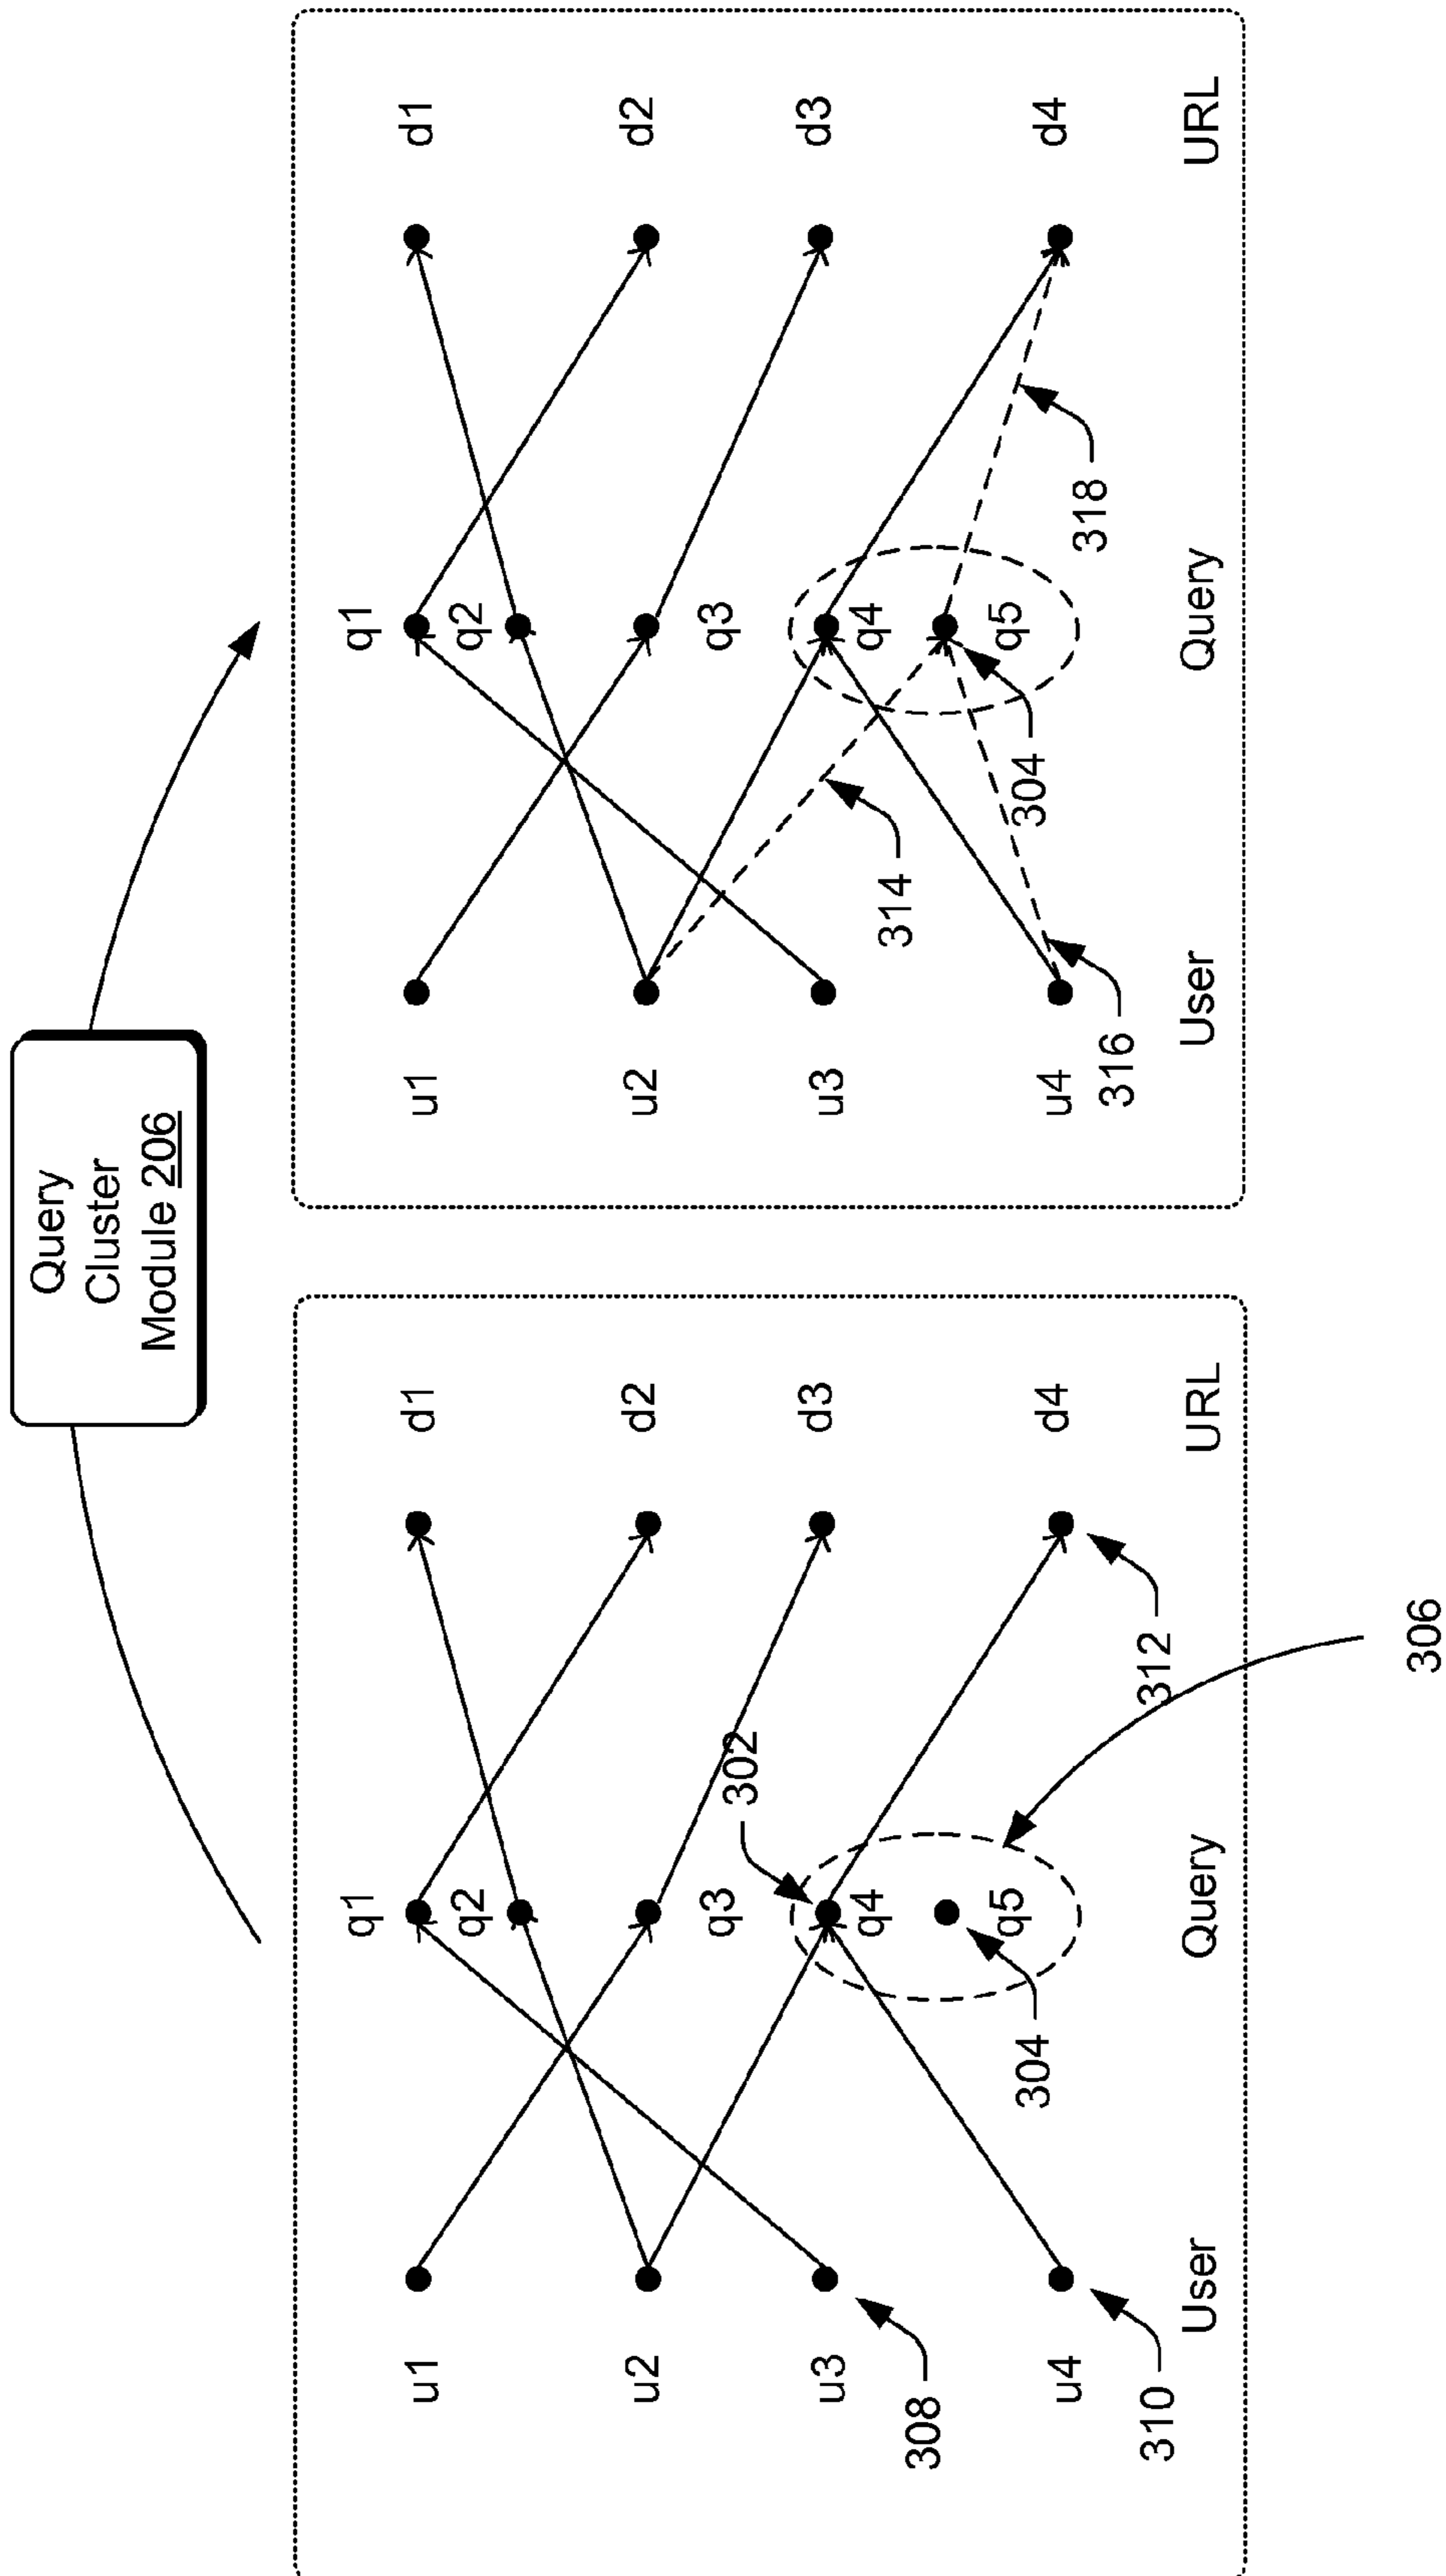 Query
Cluster
Module 206
u1
u2
u3
u4
308
310
User
q1
q2
q3
302
q4
q5
304
Query
d1
d2
d3
d4
312
URL
306
u1
u2
u3
u4
316
User
314
q1
q2
q3
q4
q5
304
Query
318
d1
d2
d3
d4
URL